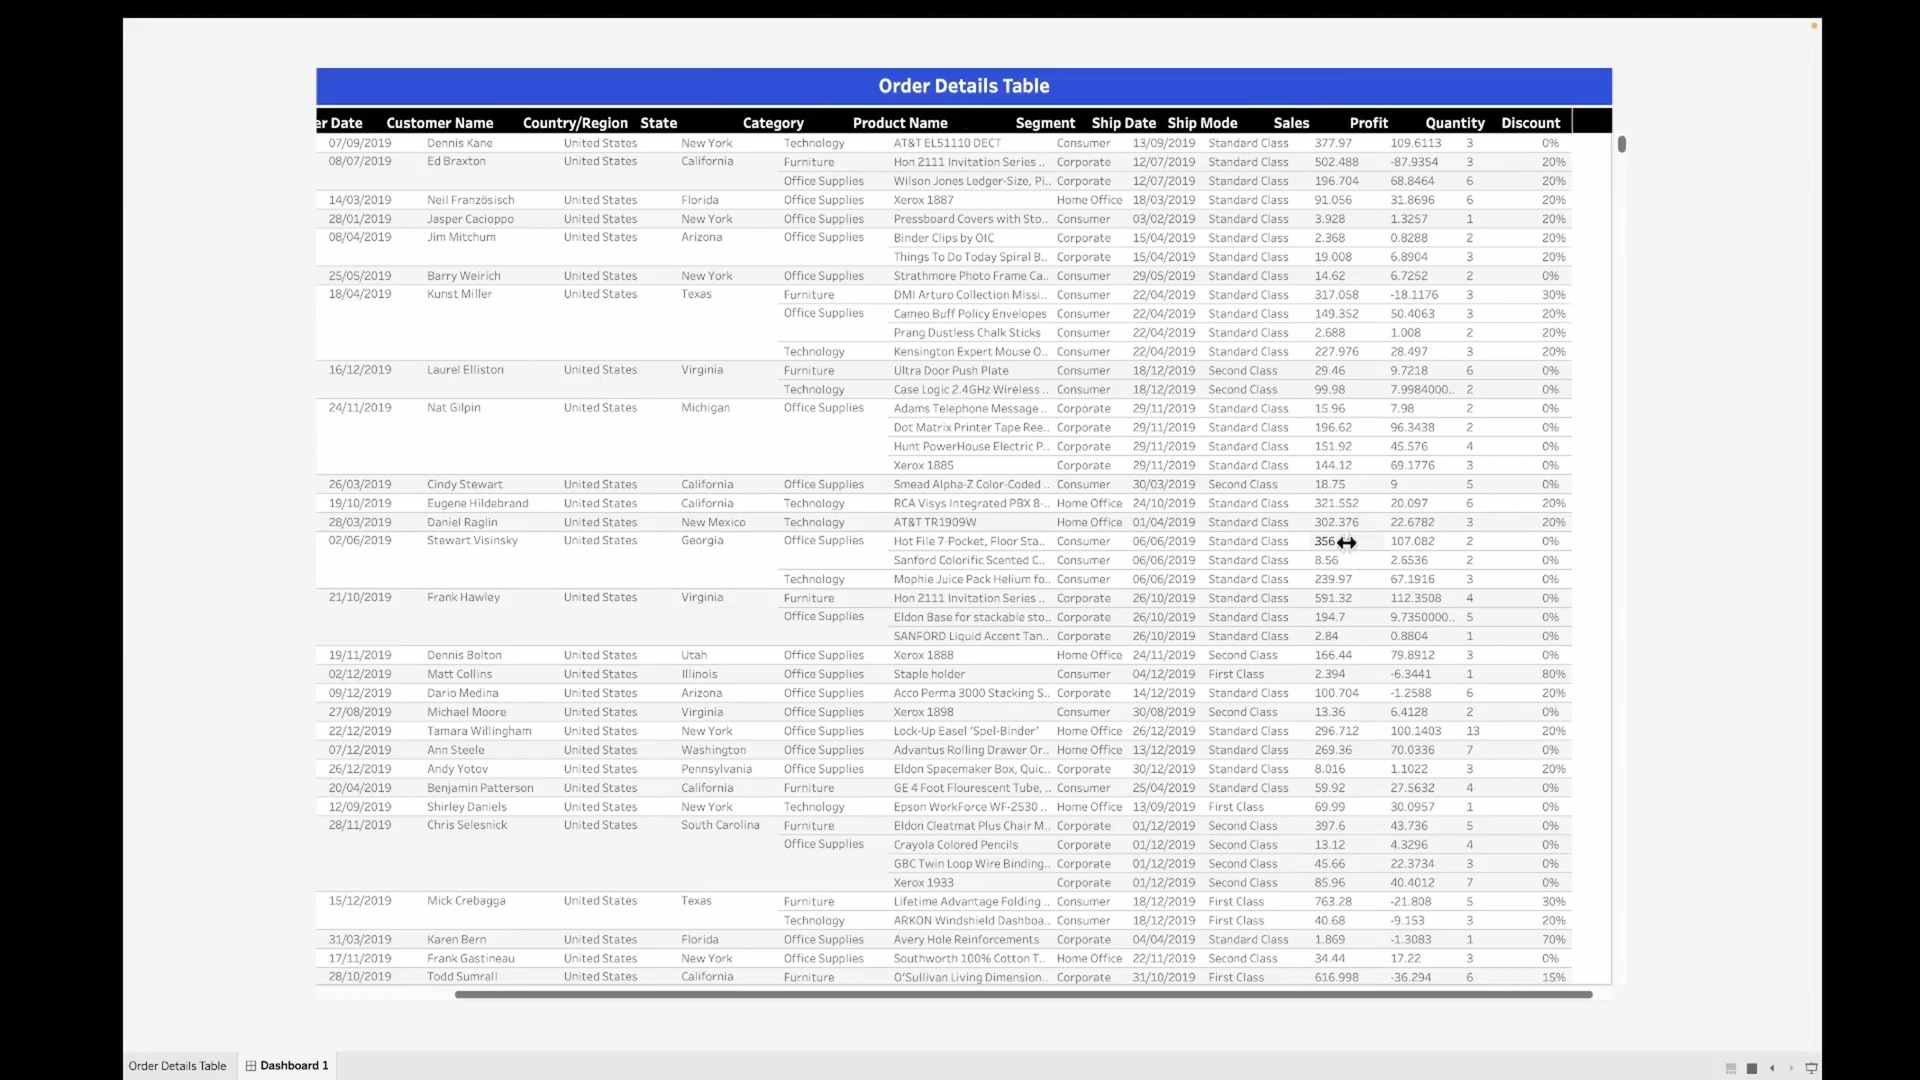 Order Details Table
er Date Customer Name Country/Region State Category Product Name Segment Ship Date Ship Mode Sales Profit Quantity Discount
07/09/2019 Dennis Kane United States New York Technology AT&T EL51110 DECT Consumer 13/09/2019 Standard Class 377.97 109.6113 3 0%
08/07/2019 Ed Braxton United States California Furniture Hon 2111 Invitation Series .. Corporate 12/07/2019 Standard Class 502.488 -87.9354 3 20%
Office Supplies Wilson Jones Ledger-Size, Pi.. Corporate 12/07/2019 Standard Class 196.704 68.8464 6 20%
14/03/2019 Neil Französisch United States Florida Office Supplies Xerox 1887 Home Office 18/03/2019 Standard Class 91.056 31.8696 6 20%
28/01/2019 Jasper Cacioppo United States New York Office Supplies Pressboard Covers with Sto.. Consumer 03/02/2019 Standard Class 3.928 1.3257 1 20%
08/04/2019 Jim Mitchum United States Arizona Office Supplies Binder Clips by OIC Corporate 15/04/2019 Standard Class 2.368 0.8288 2 20%
Things To Do Today Spiral B.. Corporate 15/04/2019 Standard Class 19.008 6.8904 3 20%
25/05/2019 Barry Weirich United States New York Office Supplies Strathmore Photo Frame Ca.. Consumer 29/05/2019 Standard Class 14.62 6.7252 2 0%
18/04/2019 Kunst Miller United States Texas Furniture DMI Arturo Collection Missi.. Consumer 22/04/2019 Standard Class 317.058 -18.1176 3 30%
Office Supplies Cameo Buff Policy Envelopes Consumer 22/04/2019 Standard Class 149.352 50.4063 3 20%
Prang Dustless Chalk Sticks Consumer 22/04/2019 Standard Class 2.688 1.008 2 20%
Technology Kensington Expert Mouse O.. Consumer 22/04/2019 Standard Class 227.976 28.497 3 20%
16/12/2019 Laurel Elliston United States Virginia Furniture Ultra Door Push Plate Consumer 18/12/2019 Second Class 29.46 9.7218 6 0%
Technology Case Logic 2.4GHz Wireless .. Consumer 18/12/2019 Second Class 99.98 7.9984000.. 2 0%
24/11/2019 Nat Gilpin United States Michigan Office Supplies Adams Telephone Message .. Corporate 29/11/2019 Standard Class 15.96 7.98 2 0%
Dot Matrix Printer Tape Ree.. Corporate 29/11/2019 Standard Class 196.62 96.3438 2 0%
Hunt PowerHouse Electric P.. Corporate 29/11/2019 Standard Class 151.92 45.576 4 0%
Xerox 1885 Corporate 29/11/2019 Standard Class 144.12 69.1776 3 0%
26/03/2019 Cindy Stewart United States California Office Supplies Smead Alpha-Z Color-Coded .. Consumer 30/03/2019 Second Class 18.75 9 5 0%
19/10/2019 Eugene Hildebrand United States California Technology RCA Visys Integrated PBX 8-.. Home Office 24/10/2019 Standard Class 321.552 20.097 6 20%
28/03/2019 Daniel Raglin United States New Mexico Technology AT&T TR1909W Home Office 01/04/2019 Standard Class 302.376 22.6782 3 20%
02/06/2019 Stewart Visinsky United States Georgia Office Supplies Hot File 7-Pocket, Floor Sta.. Consumer 06/06/2019 Standard Class 356 107.082 2 0%
Sanford Colorific Scented C.. Consumer 06/06/2019 Standard Class 8.56 2.6536 2 0%
Technology Mophie Juice Pack Helium fo.. Consumer 06/06/2019 Standard Class 239.97 67.1916 3 0%
21/10/2019 Frank Hawley United States Virginia Furniture Hon 2111 Invitation Series .. Corporate 26/10/2019 Standard Class 591.32 112.3508 4 0%
Office Supplies Eldon Base for stackable sto.. Corporate 26/10/2019 Standard Class 194.7 9.7350000.. 5 0%
SANFORD Liquid Accent Tan.. Corporate 26/10/2019 Standard Class 2.84 0.8804 1 0%
19/11/2019 Dennis Bolton United States Utah Office Supplies Xerox 1888 Home Office 24/11/2019 Second Class 166.44 79.8912 3 0%
02/12/2019 Matt Collins United States Illinois Office Supplies Staple holder Consumer 04/12/2019 First Class 2.394 -6.3441 1 80%
09/12/2019 Dario Medina United States Arizona Office Supplies Acco Perma 3000 Stacking S.. Corporate 14/12/2019 Standard Class 100.704 -1.2588 6 20%
27/08/2019 Michael Moore United States Virginia Office Supplies Xerox 1898 Consumer 30/08/2019 Second Class 13.36 6.4128 2 0%
22/12/2019 Tamara Willingham United States New York Office Supplies Lock-Up Easel ‘Spel-Binder’ Home Office 26/12/2019 Standard Class 296.712 100.1403 13 20%
07/12/2019 Ann Steele United States Washington Office Supplies Advantus Rolling Drawer Or.. Home Office 13/12/2019 Standard Class 269.36 70.0336 7 0%
26/12/2019 Andy Yotov United States Pennsylvania Office Supplies Eldon Spacemaker Box, Quic.. Corporate 30/12/2019 Standard Class 8.016 1.1022 3 20%
20/04/2019 Benjamin Patterson United States California Furniture GE 4 Foot Flourescent Tube, .. Consumer 25/04/2019 Standard Class 59.92 27.5632 4 0%
12/09/2019 Shirley Daniels United States New York Technology Epson WorkForce WF-2530 .. Home Office 13/09/2019 First Class 69.99 30.0957 1 0%
28/11/2019 Chris Selesnick United States South Carolina Furniture Eldon Cleatmat Plus Chair M.. Corporate 01/12/2019 Second Class 397.6 43.736 5 0%
Office Supplies Crayola Colored Pencils Corporate 01/12/2019 Second Class 13.12 4.3296 4 0%
GBC Twin Loop Wire Binding.. Corporate 01/12/2019 Second Class 45.66 22.3734 3 0%
Xerox 1933 Corporate 01/12/2019 Second Class 85.96 40.4012 7 0%
15/12/2019 Mick Crebagga United States Texas Furniture Lifetime Advantage Folding .. Consumer 18/12/2019 First Class 763.28 -21.808 5 30%
Technology ARKON Windshield Dashboa.. Consumer 18/12/2019 First Class 40.68 -9.153 3 20%
31/03/2019 Karen Bern United States Florida Office Supplies Avery Hole Reinforcements Corporate 04/04/2019 Standard Class 1.869 -1.3083 1 70%
17/11/2019 Frank Gastineau United States New York Office Supplies Southworth 100% Cotton T.. Home Office 22/11/2019 Second Class 34.44 17.22 3 0%
28/10/2019 Todd Sumrall United States California Furniture O’Sullivan Living Dimension.. Corporate 31/10/2019 First Class 616.998 -36.294 6 15%
Order Details Table Dashboard 1